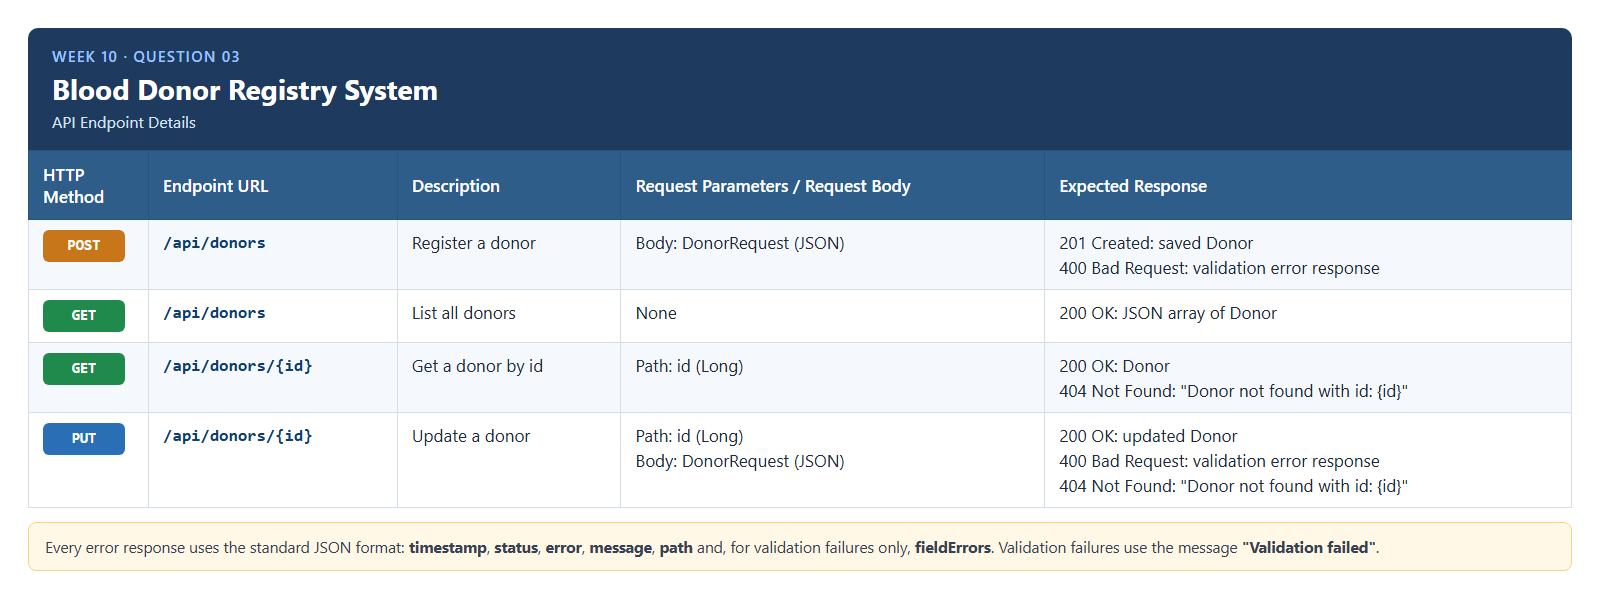 WEEK 10 · QUESTION 03
Blood Donor Registry System
API Endpoint Details
HTTP Method
Endpoint URL
Description
Request Parameters / Request Body
Expected Response
POST
/api/donors
Register a donor
Body: DonorRequest (JSON)
201 Created: saved Donor
400 Bad Request: validation error response
GET
/api/donors
List all donors
None
200 OK: JSON array of Donor
GET
/api/donors/{id}
Get a donor by id
Path: id (Long)
200 OK: Donor
404 Not Found: "Donor not found with id: {id}"
PUT
/api/donors/{id}
Update a donor
Path: id (Long)
Body: DonorRequest (JSON)
200 OK: updated Donor
400 Bad Request: validation error response
404 Not Found: "Donor not found with id: {id}"
Every error response uses the standard JSON format: timestamp, status, error, message, path and, for validation failures only, fieldErrors. Validation failures use the message "Validation failed".